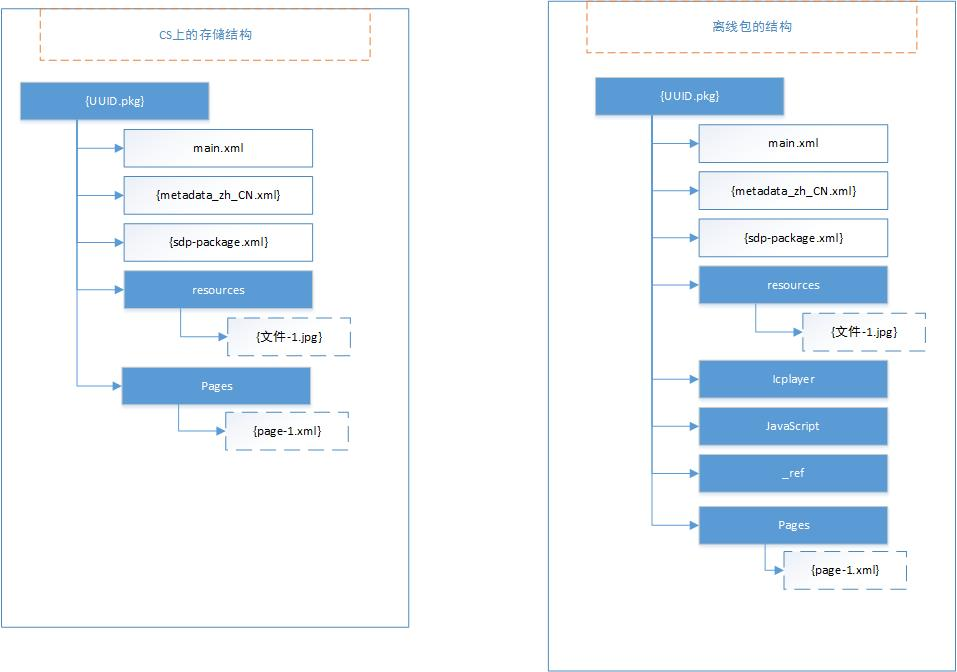 CS上的存储结构
{UUID.pkg}
main.xml
{metadata_zh_CN.xml}
{sdp-package.xml}
resources
{文件-1.jpg}
Pages
{page-1.xml}
离线包的结构
{UUID.pkg}
main.xml
{metadata_zh_CN.xml}
{sdp-package.xml}
resources
{文件-1.jpg}
Icplayer
JavaScript
_ref
Pages
{page-1.xml}